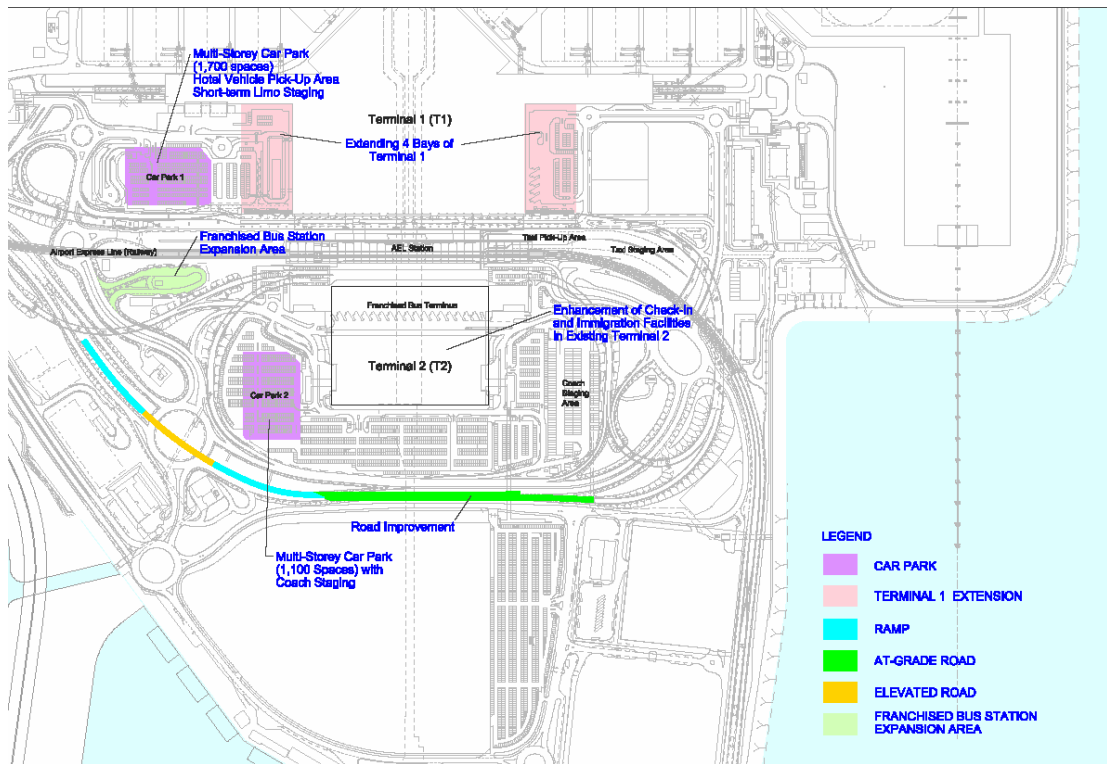 Multi-Storey Car Park
(1,700 spaces)
Hotel Vehicle Pick-Up Area
Short-term Limo Staging
Terminal 1 (T1)
Extending 4 Bays of
Terminal 1
Car Park 1
Franchised Bus Station
Expansion Area
Airport Express Line (Railway)
AEL Station
Taxi Pick-Up Area
Taxi Staging Area
Franchised Bus Terminus
Enhancement of Check-In
and Immigration Facilities
in Existing Terminal 2
Terminal 2 (T2)
Car Park 2
Coach
Staging
Area
Road Improvement
Multi-Storey Car Park
(1,100 Spaces) with
Coach Staging
LEGEND
CAR PARK
TERMINAL 1 EXTENSION
RAMP
AT-GRADE ROAD
ELEVATED ROAD
FRANCHISED BUS STATION
EXPANSION AREA